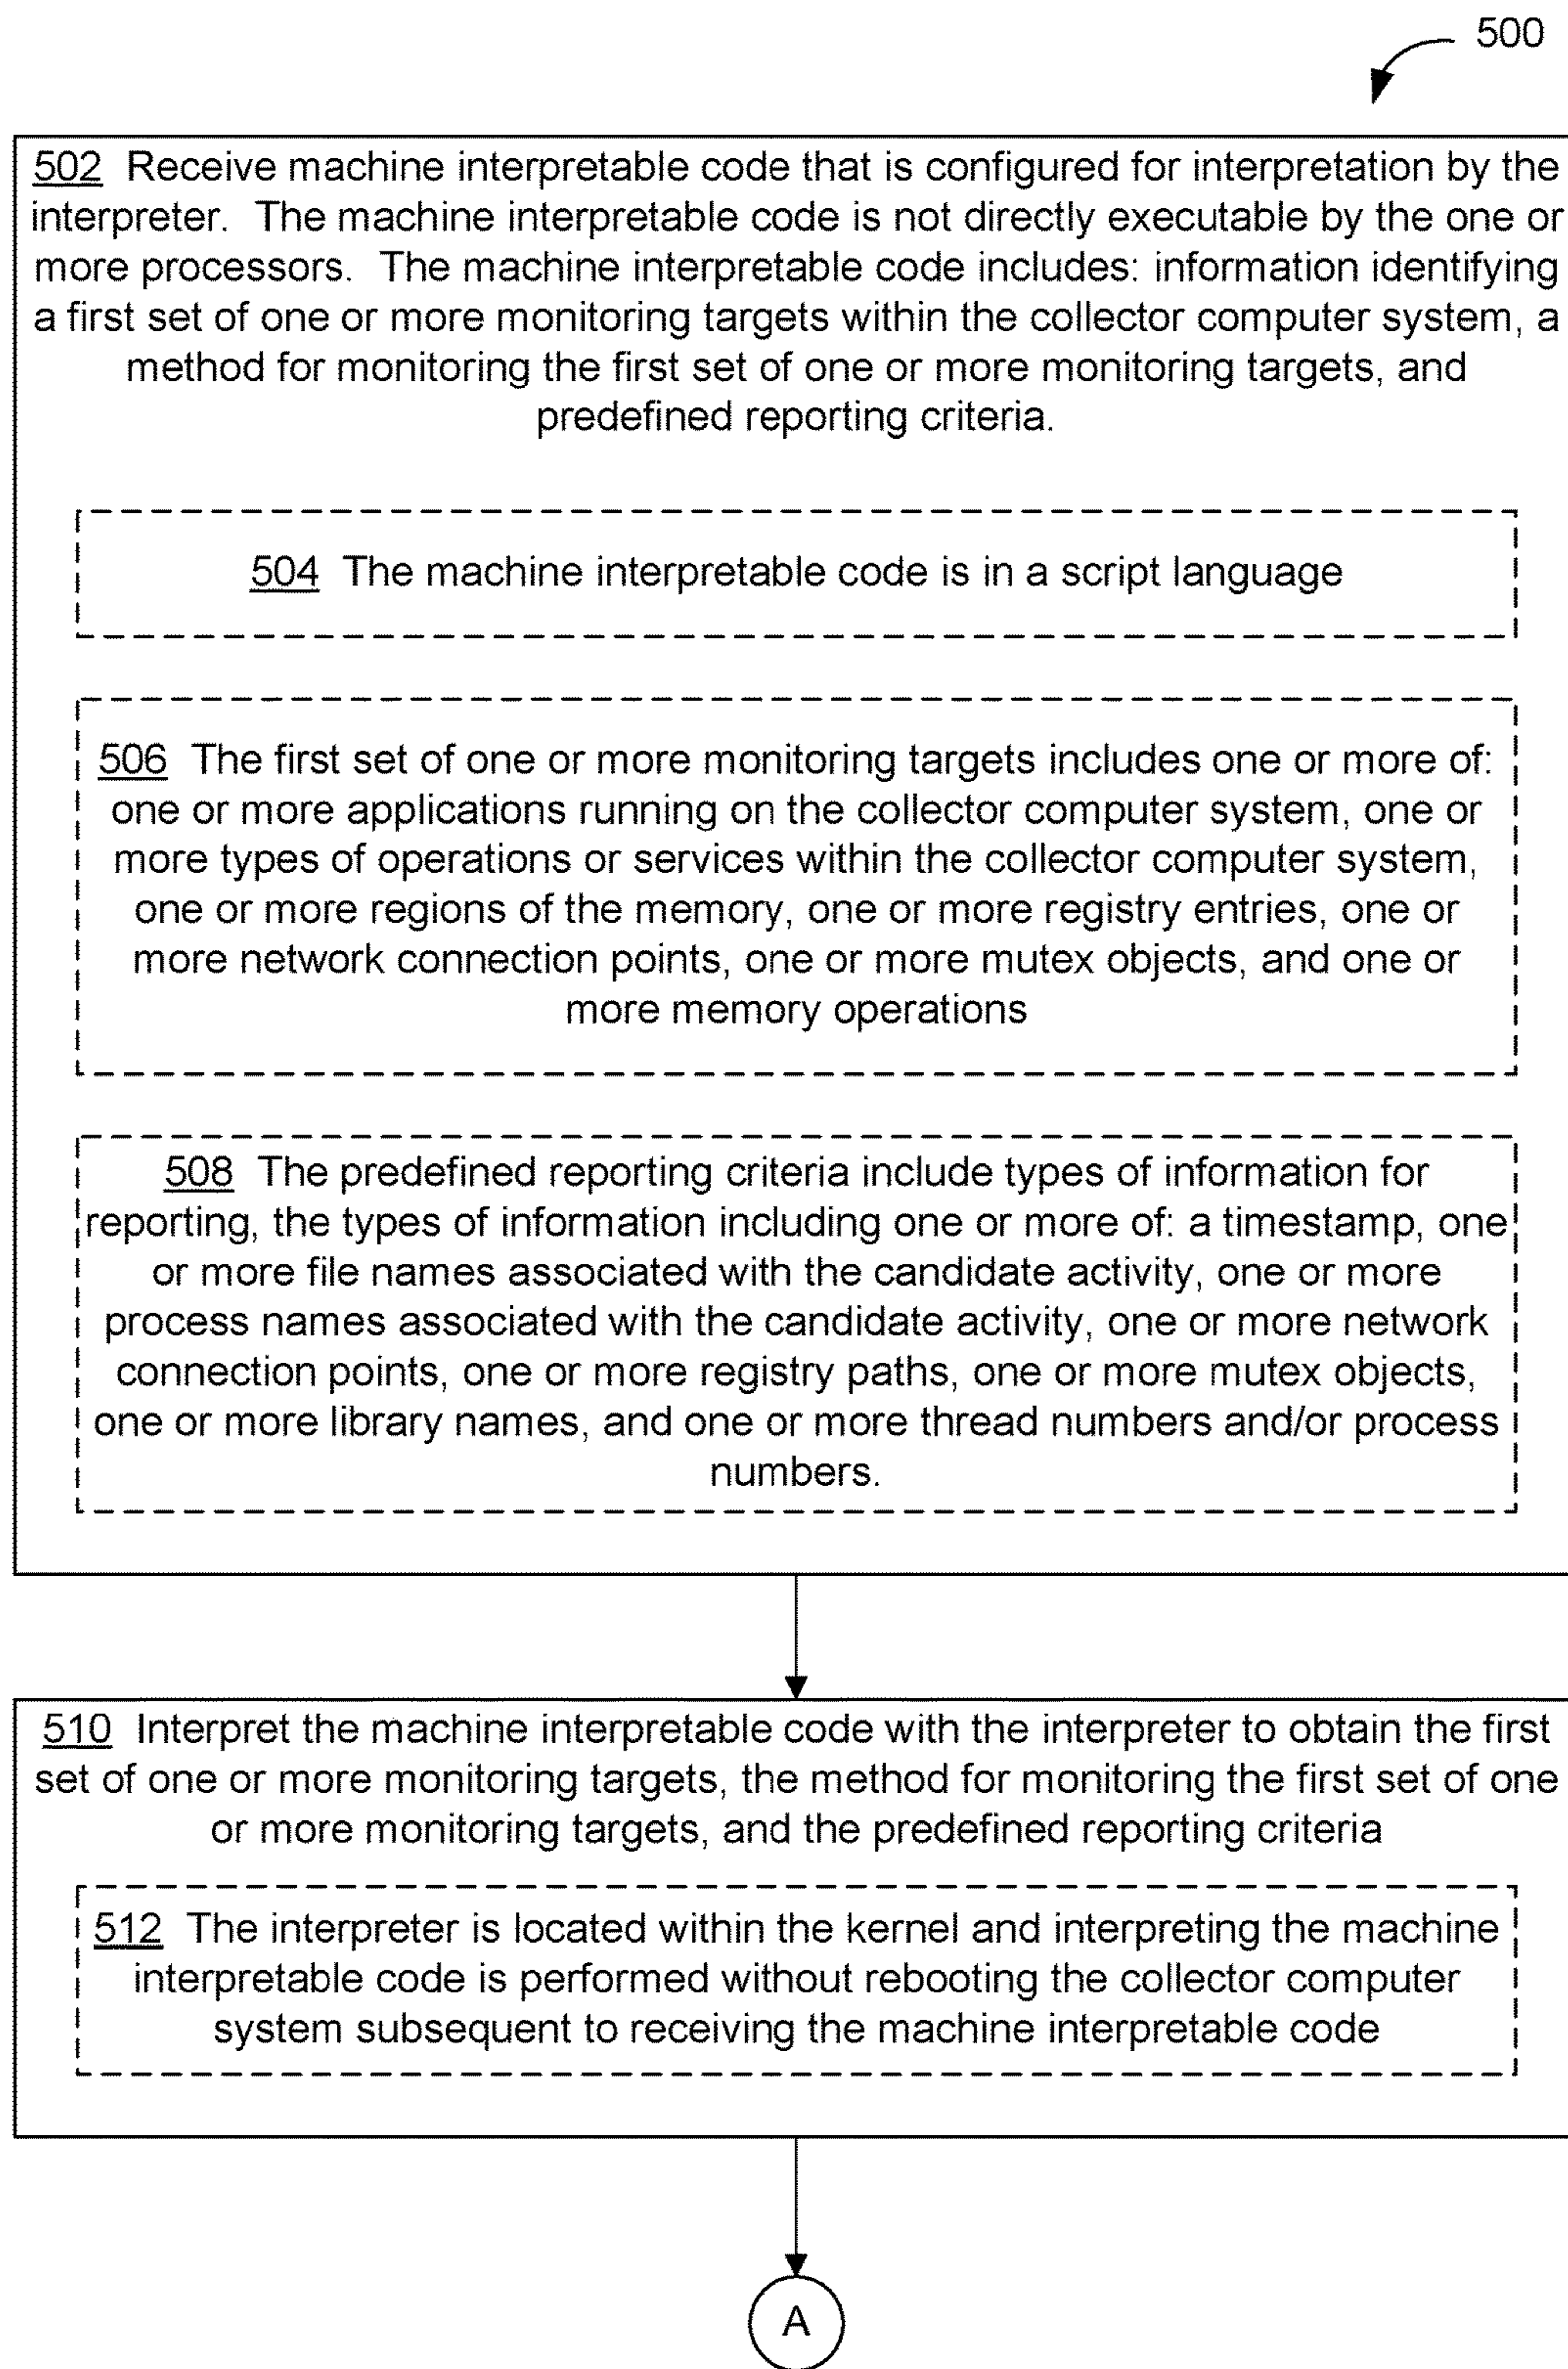 500
502 Receive machine interpretable code that is configured for interpretation by the
interpreter. The machine interpretable code is not directly executable by the one or
more processors. The machine interpretable code includes: information identifying
a first set of one or more monitoring targets within the collector computer system, a
method for monitoring the first set of one or more monitoring targets, and
predefined reporting criteria.
504 The machine interpretable code is in a script language
506 The first set of one or more monitoring targets includes one or more of:
one or more applications running on the collector computer system, one or
more types of operations or services within the collector computer system,
one or more regions of the memory, one or more registry entries, one or
more network connection points, one or more mutex objects, and one or
more memory operations
508 The predefined reporting criteria include types of information for
reporting, the types of information including one or more of: a timestamp, one
or more file names associated with the candidate activity, one or more
process names associated with the candidate activity, one or more network
connection points, one or more registry paths, one or more mutex objects,
one or more library names, and one or more thread numbers and/or process
numbers.
510 Interpret the machine interpretable code with the interpreter to obtain the first
set of one or more monitoring targets, the method for monitoring the first set of one
or more monitoring targets, and the predefined reporting criteria
512 The interpreter is located within the kernel and interpreting the machine
interpretable code is performed without rebooting the collector computer
system subsequent to receiving the machine interpretable code
A